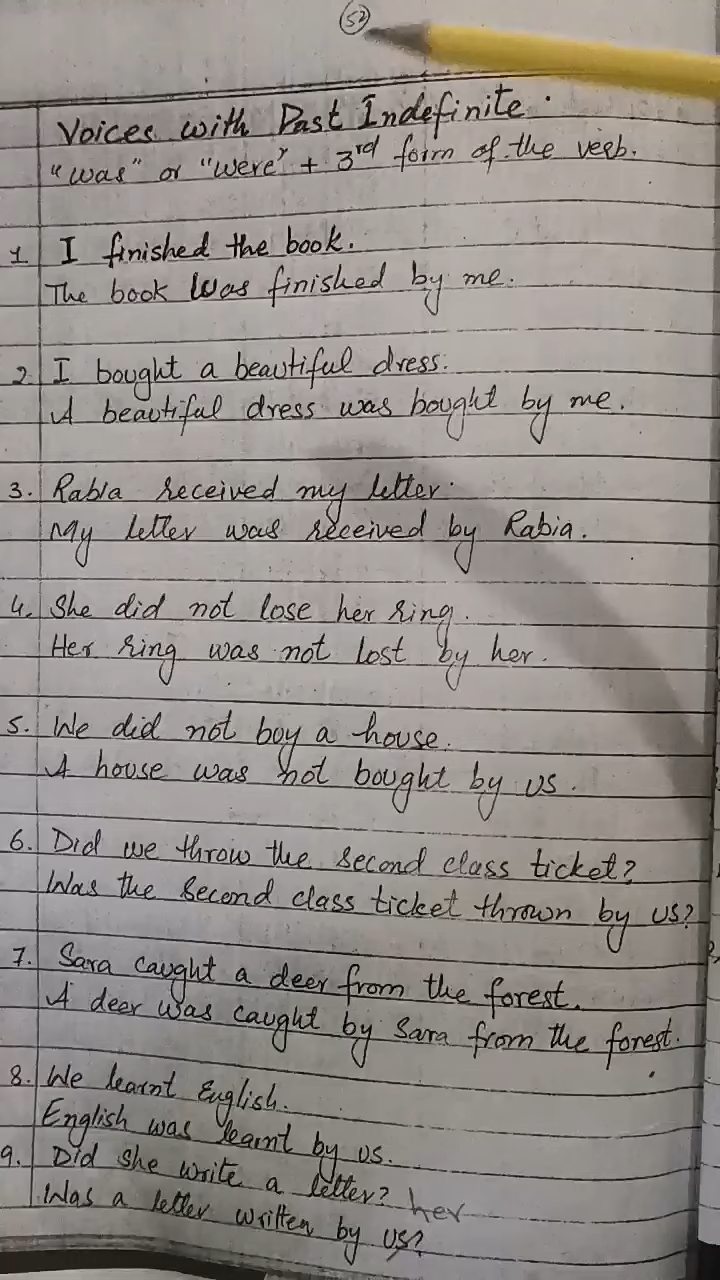 52
Voices with Past Indefinite.
"was" or "were" + 3rd form of the verb.
1. I finished the book.
The book was finished by me.
2. I bought a beautiful dress.
A beautiful dress was bought by me.
3. Rabia received my letter.
My letter was received by Rabia.
4. She did not lose her ring.
Her ring was not lost by her.
5. We did not boy a house.
A house was not bought by us.
6. Did we throw the second class ticket?
Was the second class ticket thrown by us?
7. Sara caught a deer from the forest.
A deer was caught by Sara from the forest.
8. We learnt English.
English was learnt by us.
9. Did she write a letter?
her
Was a letter written by us?